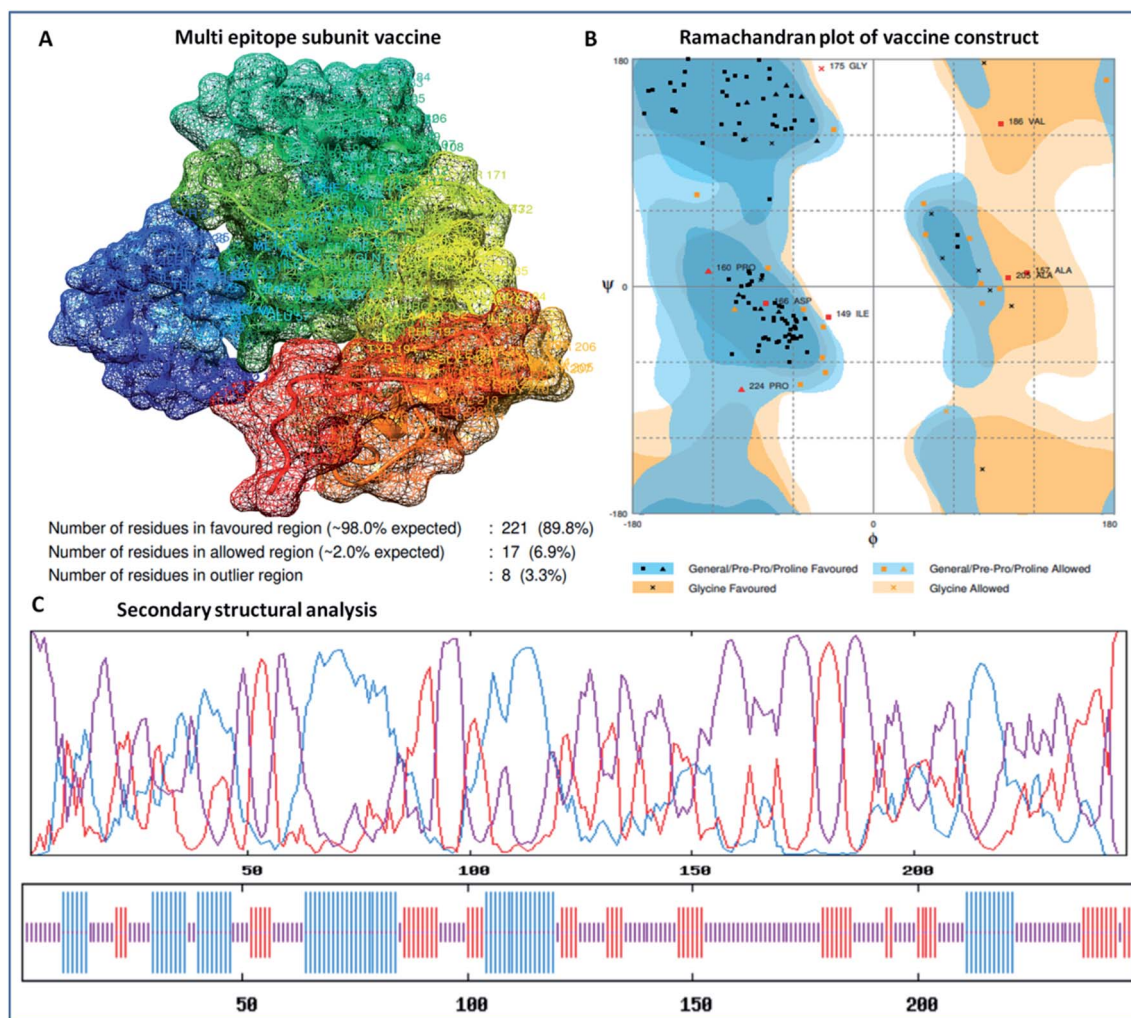 A
Multi epitope subunit vaccine
B
Ramachandran plot of vaccine construct
171
206
Number of residues in favoured region (~98.0% expected) : 221 (89.8%)
Number of residues in allowed region (~2.0% expected) : 17 (6.9%)
Number of residues in outlier region : 8 (3.3%)
180
175 GLY
186 VAL
160 PRO
157 ALA
205 ALA
Ψ
0
166 ASP
149 ILE
224 PRO
-180
-180
0
180
ϕ
General/Pre-Pro/Proline Favoured
General/Pre-Pro/Proline Allowed
Glycine Favoured
Glycine Allowed
C
Secondary structural analysis
50 100 150 200
50 100 150 200